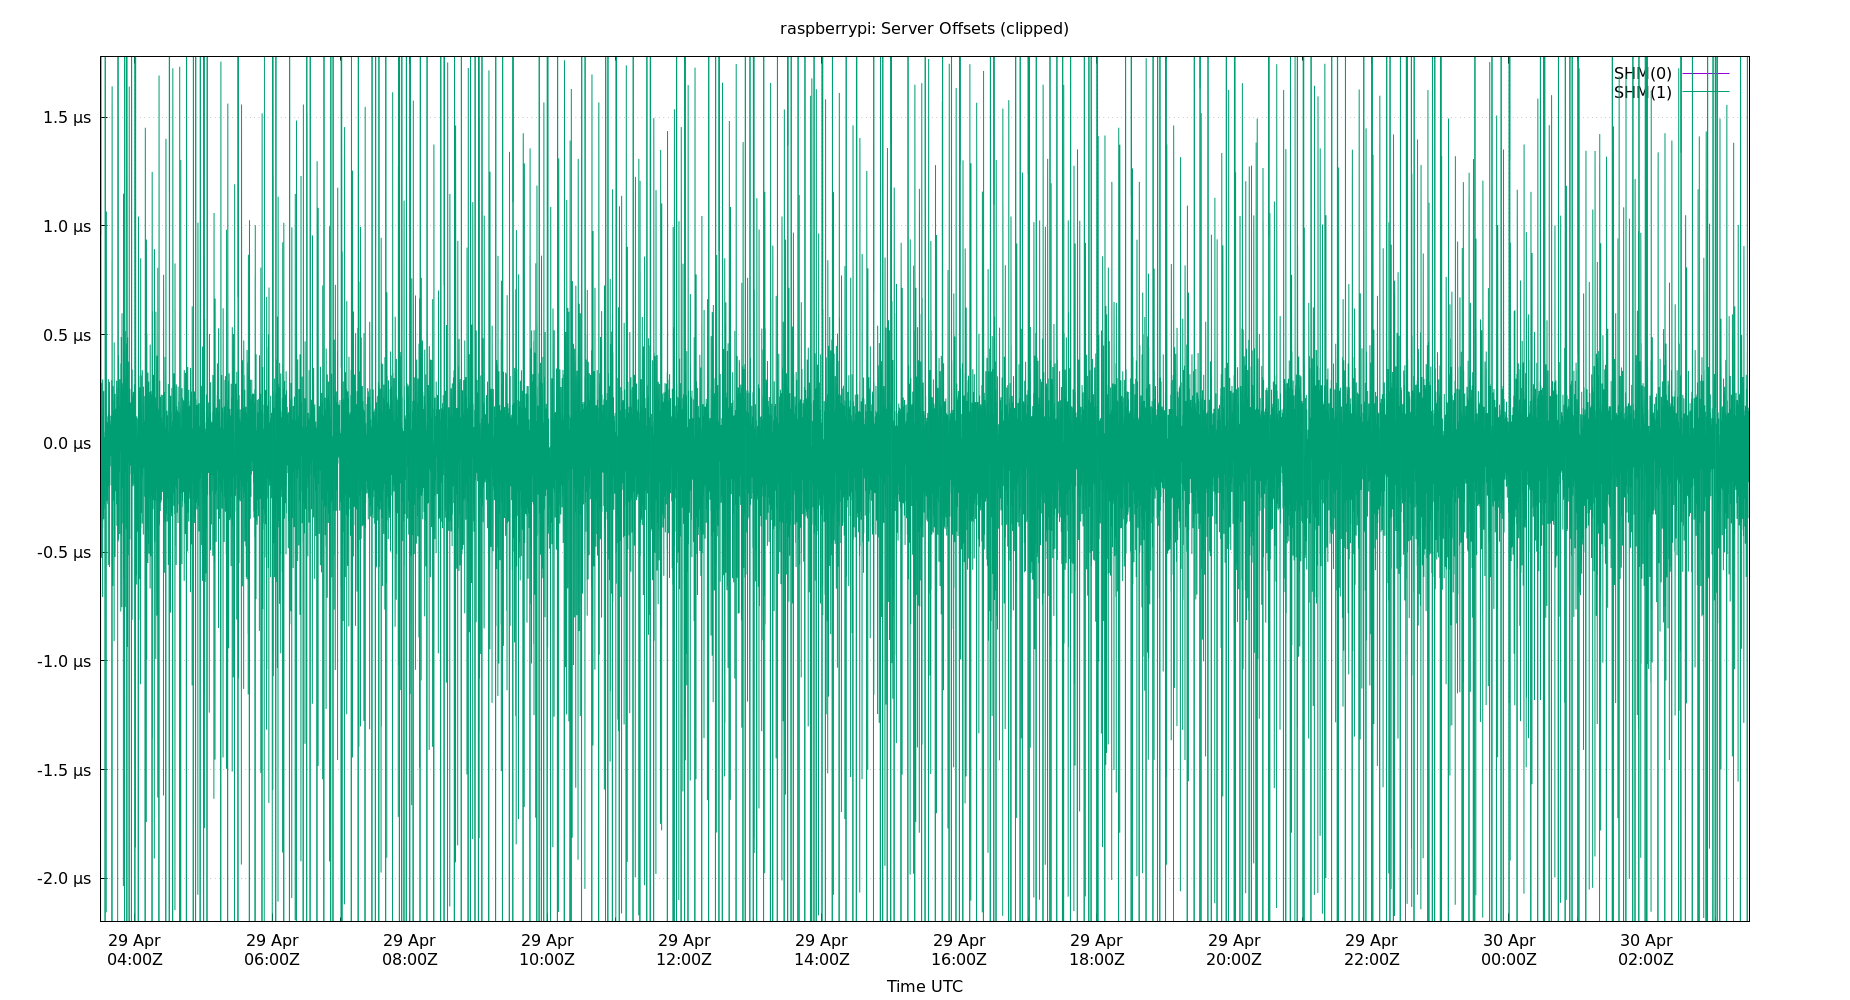 raspberrypi: Server Offsets (clipped)
SHM(0)
SHM(1)
1.5 µs
1.0 µs
0.5 µs
0.0 µs
-0.5 µs
-1.0 µs
-1.5 µs
-2.0 µs
29 Apr 29 Apr 29 Apr 29 Apr 29 Apr 29 Apr 29 Apr 29 Apr 29 Apr 29 Apr 30 Apr 30 Apr
04:00Z 06:00Z 08:00Z 10:00Z 12:00Z 14:00Z 16:00Z 18:00Z 20:00Z 22:00Z 00:00Z 02:00Z
Time UTC